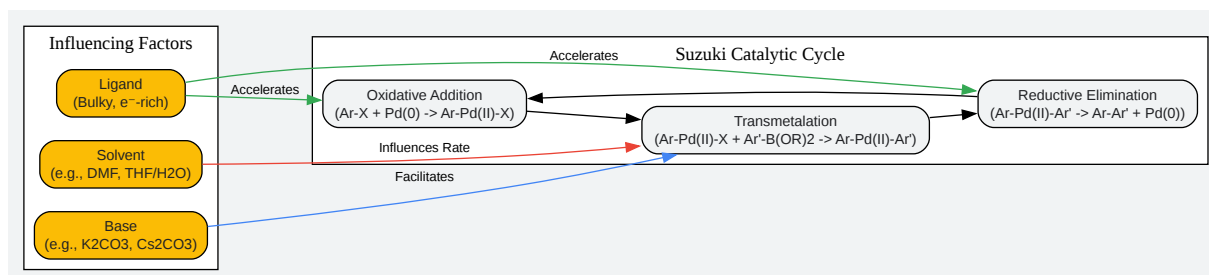 Influencing Factors
Ligand
(Bulky, e⁻-rich)
Solvent
(e.g., DMF, THF/H2O)
Base
(e.g., K2CO3, Cs2CO3)
Accelerates
Accelerates
Influences Rate
Facilitates
Suzuki Catalytic Cycle
Oxidative Addition
(Ar-X + Pd(0) -> Ar-Pd(II)-X)
Transmetalation
(Ar-Pd(II)-X + Ar'-B(OR)2 -> Ar-Pd(II)-Ar')
Reductive Elimination
(Ar-Pd(II)-Ar' -> Ar-Ar' + Pd(0))